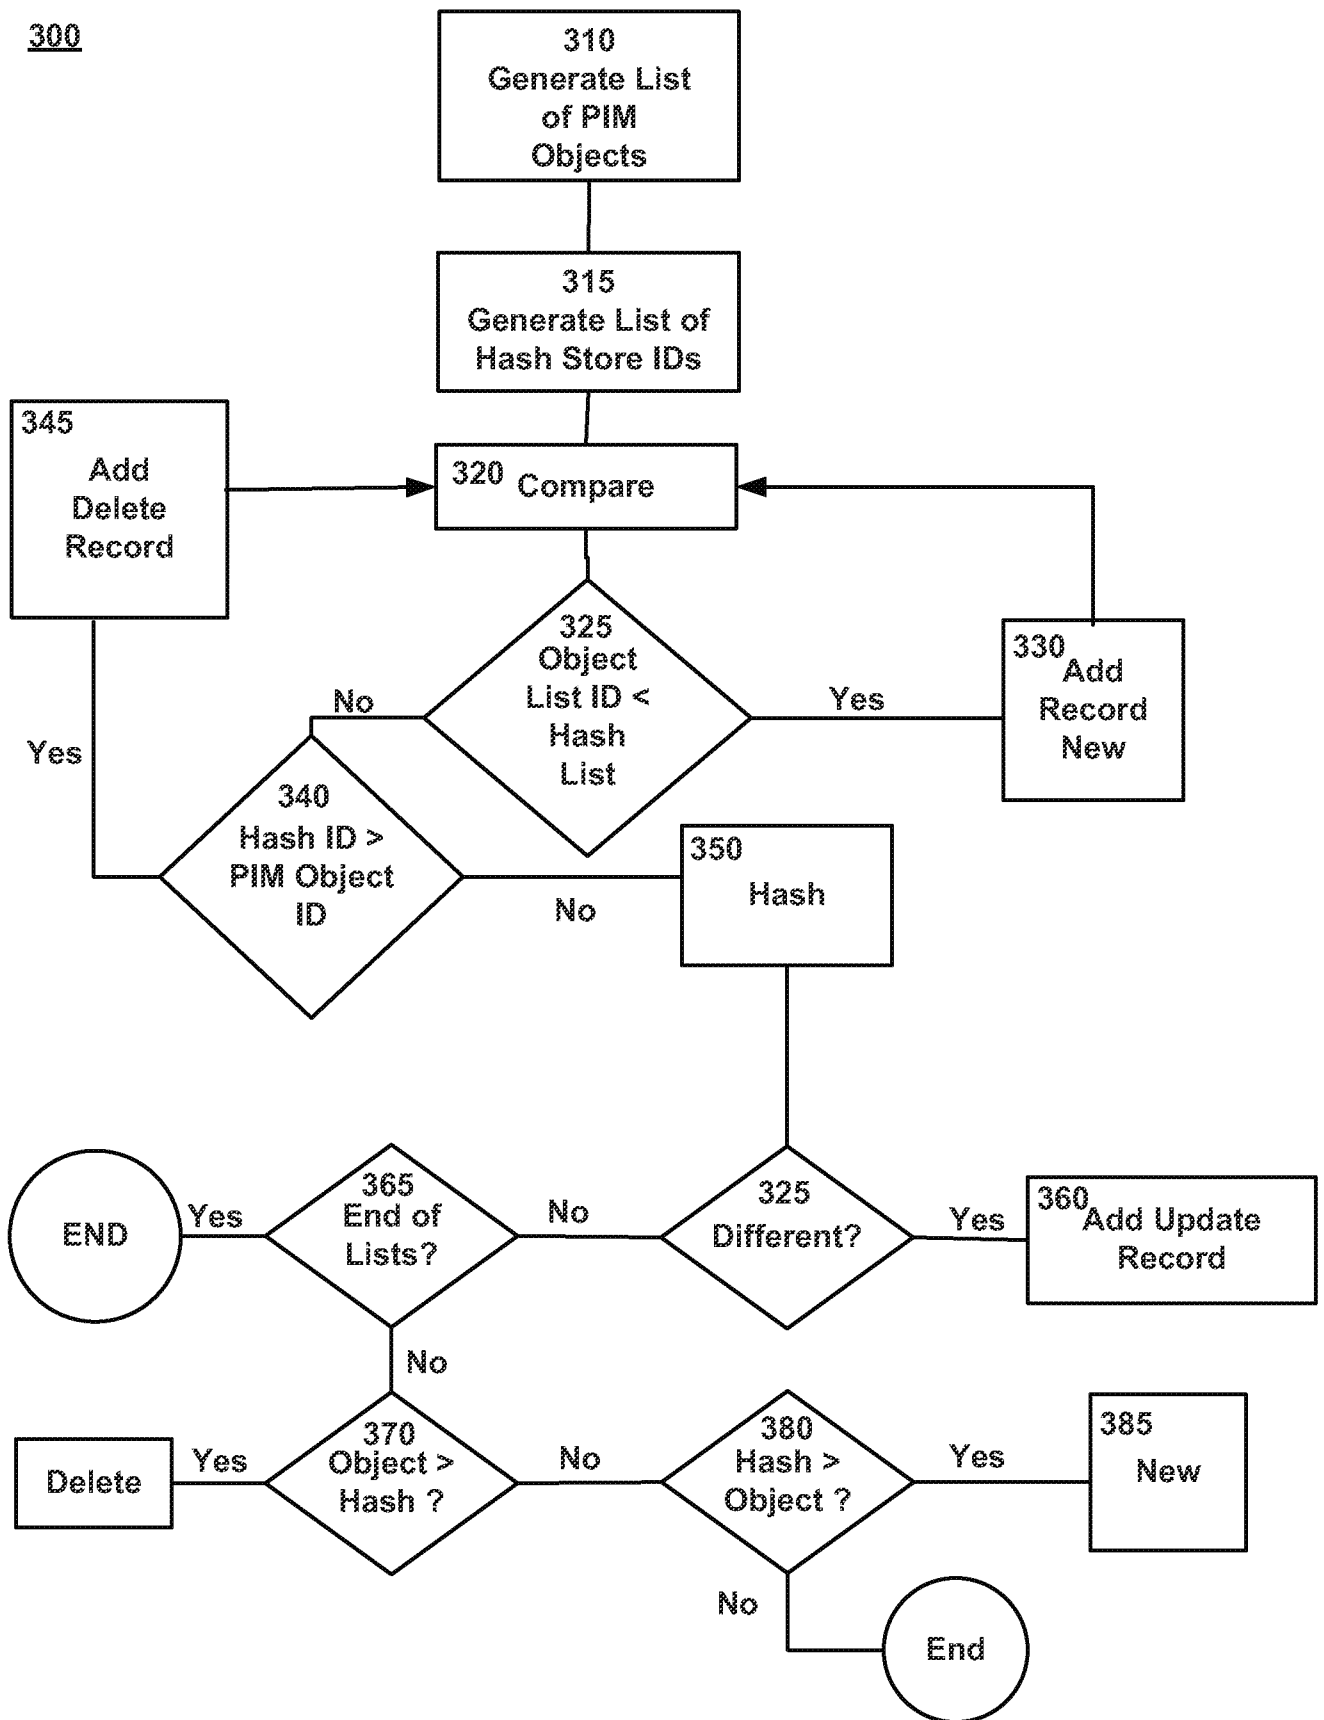 300
310
Generate List
of PIM
Objects
315
Generate List of
Hash Store IDs
345
Add
Delete
Record
320 Compare
325
Object
List ID <
Hash
List
No
Yes
330
Add
Record
New
Yes
340
Hash ID >
PIM Object
ID
No
350
Hash
END
Yes
365
End of
Lists?
No
325
Different?
Yes
360
Add Update
Record
No
Delete
Yes
370
Object >
Hash ?
No
380
Hash >
Object ?
Yes
385
New
No
End